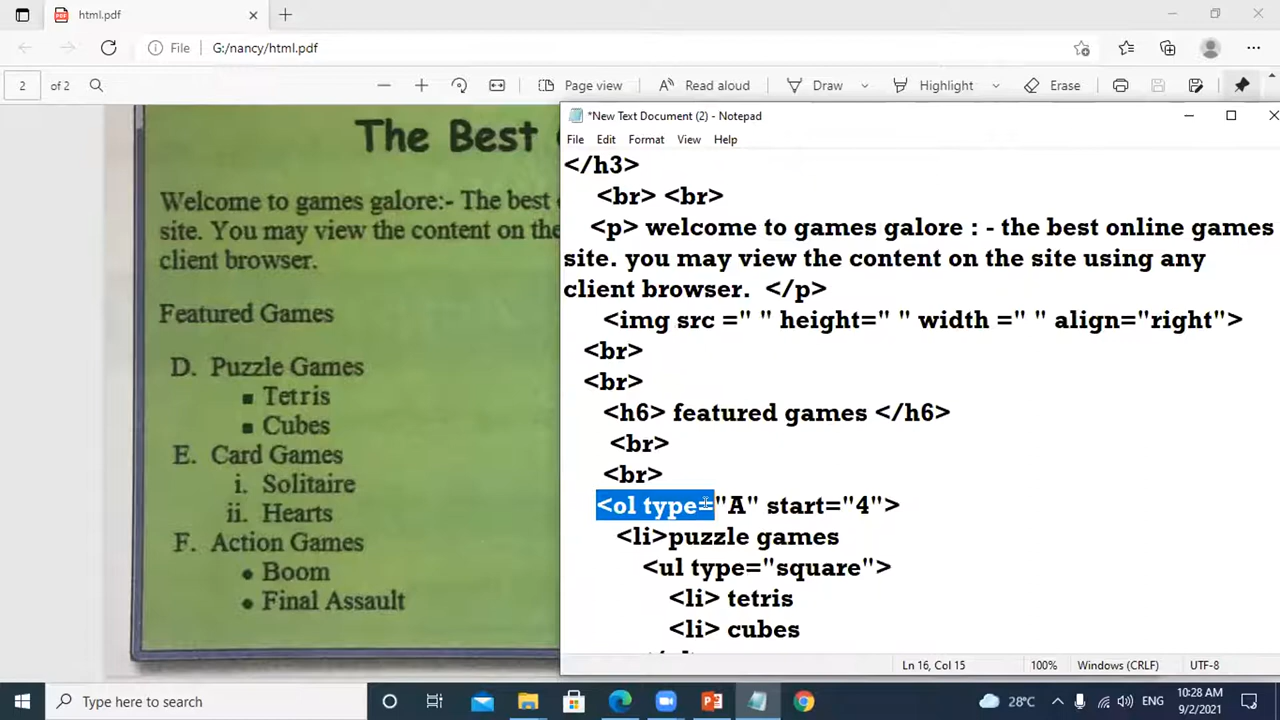 html.pdf
File G:/nancy/html.pdf
2 of 2 Page view Read aloud Draw Highlight Erase
The Best
Welcome to games galore:- The best
site. You may view the content on the
client browser.
Featured Games
D. Puzzle Games
Tetris
Cubes
E. Card Games
i. Solitaire
ii. Hearts
F. Action Games
Boom
Final Assault
*New Text Document (2) - Notepad
File Edit Format View Help
</h3>
<br> <br>
<p> welcome to games galore : - the best online games
site. you may view the content on the site using any
client browser. </p>
<img src =" " height=" " width =" " align="right">
<br>
<br>
<h6> featured games </h6>
<br>
<br>
<ol type="A" start="4">
<li>puzzle games
<ul type="square">
<li> tetris
<li> cubes
Ln 16, Col 15 100% Windows (CRLF) UTF-8
Type here to search 28°C ENG 10:28 AM
9/2/2021